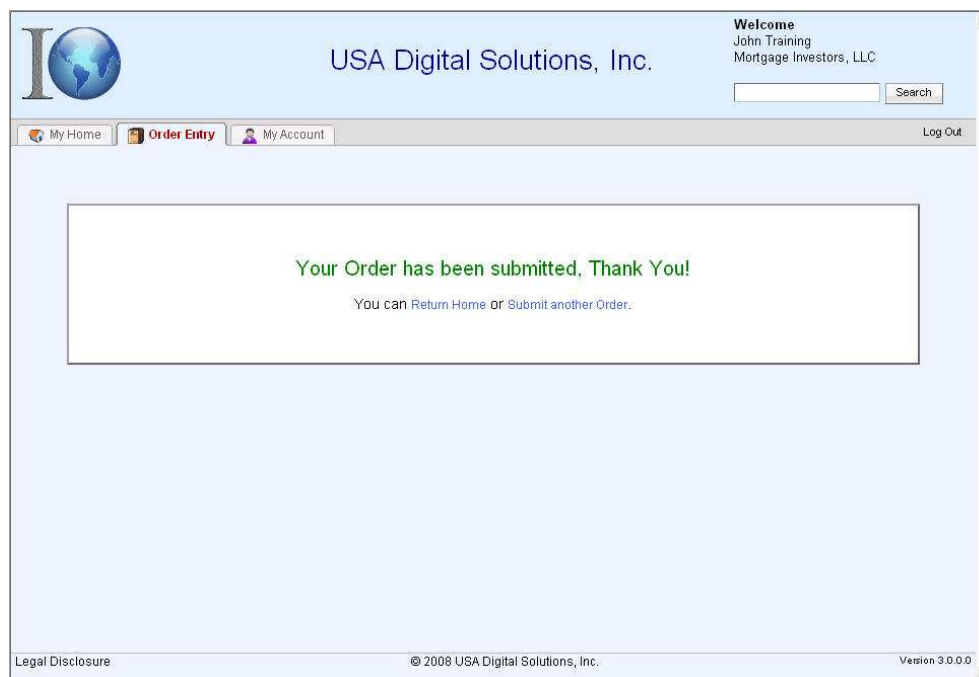 IO
USA Digital Solutions, Inc.
Welcome
John Training
Mortgage Investors, LLC
Search
My Home
Order Entry
My Account
Log Out
Your Order has been submitted, Thank You!
You can Return Home or Submit another Order.
Legal Disclosure
© 2008 USA Digital Solutions, Inc.
Version 3.0.0.0